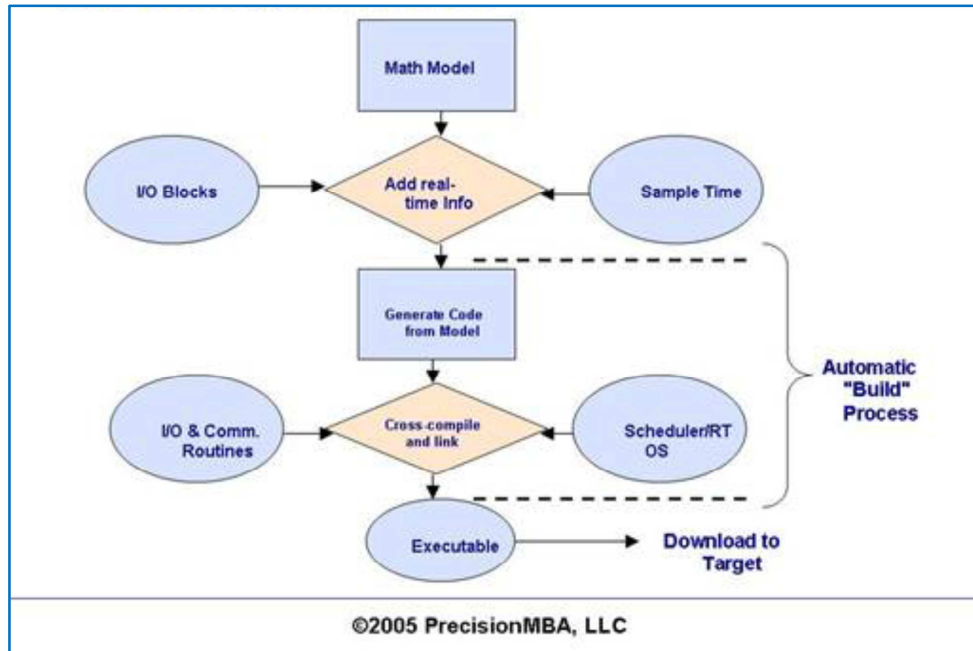 Math Model
I/O Blocks
Add real-
time Info
Sample Time
Generate Code
from Model
Automatic
"Build"
Process
I/O & Comm.
Routines
Cross-compile
and link
Scheduler/RT
OS
Executable
Download to
Target
©2005 PrecisionMBA, LLC